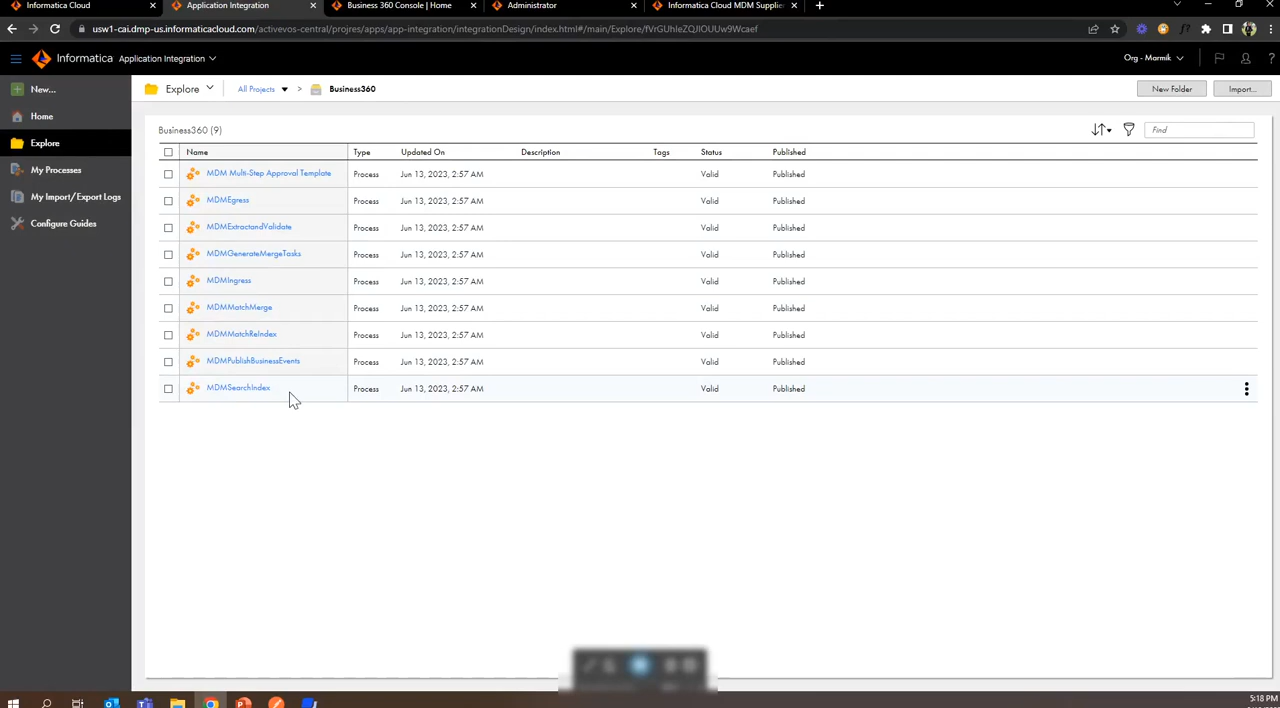 Informatica Cloud
Application Integration
Business 360 Console | Home
Administrator
Informatica Cloud MDM Supplier
usw1-cai.dmp-us.informaticacloud.com/activevos-central/projres/apps/app-integration/integrationDesign/index.html#/main/Explore/fVrGUhIeZQJlOUUw9Wcaef
Informatica Application Integration
Org - Marmik
New...
Home
Explore
My Processes
My Import/Export Logs
Configure Guides
Explore All Projects > Business360
New Folder Import...
Business360 (9)
Find
Name Type Updated On Description Tags Status Published
MDM Multi-Step Approval Template Process Jun 13, 2023, 2:57 AM Valid Published
MDMEgress Process Jun 13, 2023, 2:57 AM Valid Published
MDMExtractandValidate Process Jun 13, 2023, 2:57 AM Valid Published
MDMGenerateMergeTasks Process Jun 13, 2023, 2:57 AM Valid Published
MDMIngress Process Jun 13, 2023, 2:57 AM Valid Published
MDMMatchMerge Process Jun 13, 2023, 2:57 AM Valid Published
MDMMatchReIndex Process Jun 13, 2023, 2:57 AM Valid Published
MDMPublishBusinessEvents Process Jun 13, 2023, 2:57 AM Valid Published
MDMSearchIndex Process Jun 13, 2023, 2:57 AM Valid Published
5:18 PM